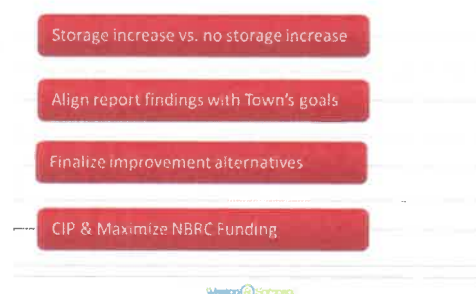 Storage increase vs. no storage increase
Align report findings with Town's goals
Finalize improvement alternatives
CIP & Maximize NBRC Funding